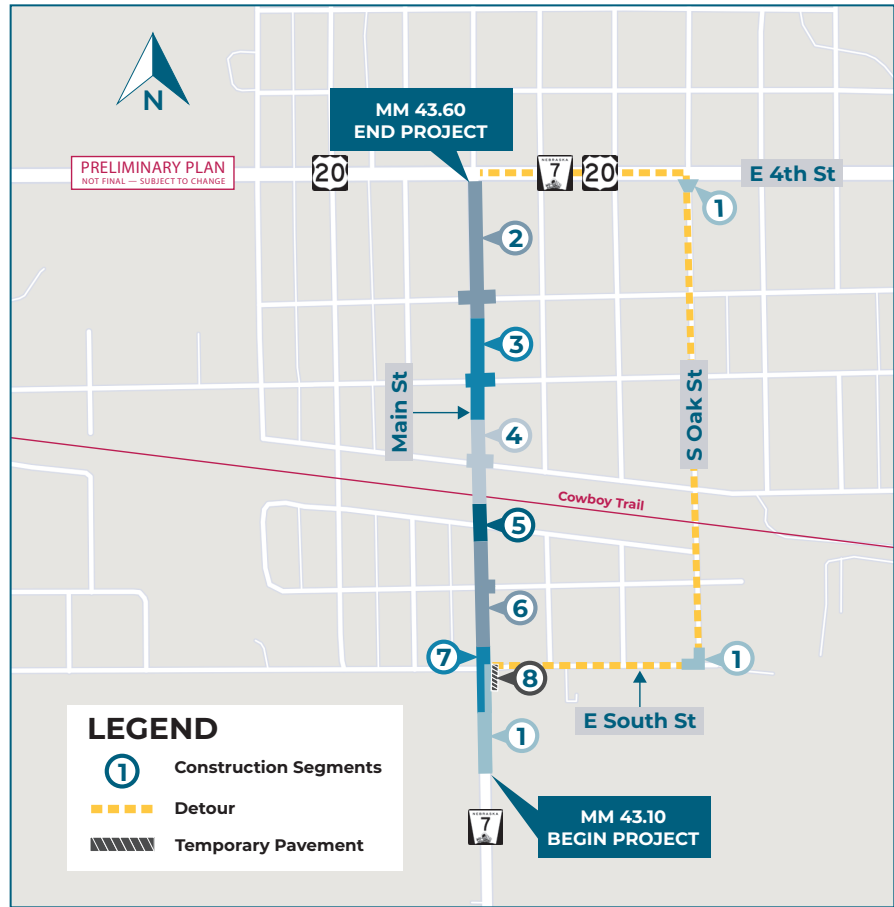 N
MM 43.60
END PROJECT
PRELIMINARY PLAN
NOT FINAL — SUBJECT TO CHANGE
20
NEBRASKA
7
20
E 4th St
1
2
3
Main St
S Oak St
4
Cowboy Trail
5
6
7
8
1
E South St
1
LEGEND
1 Construction Segments
Detour
Temporary Pavement
NEBRASKA
7
MM 43.10
BEGIN PROJECT